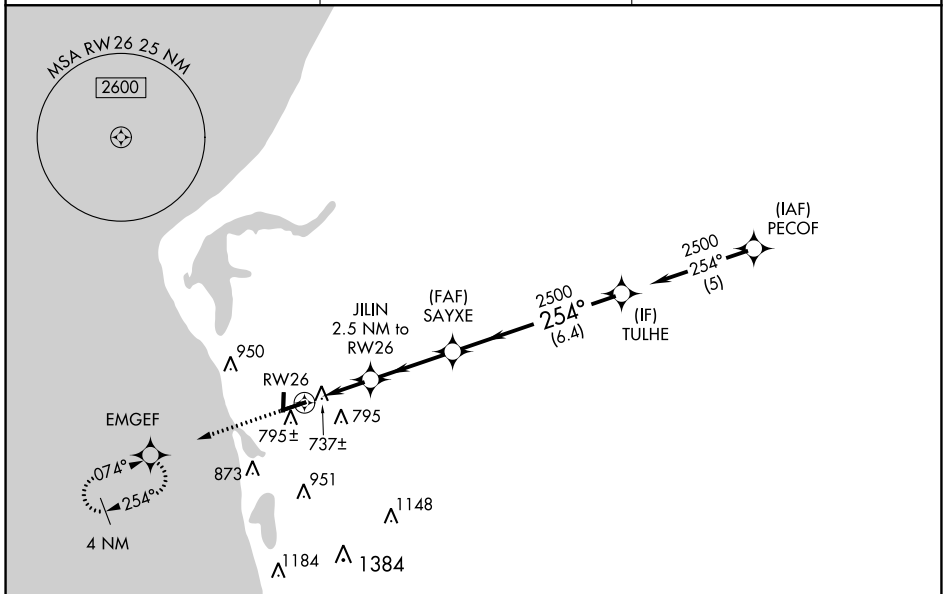 MSA RW26 25 NM
2600
(IAF)
PECOF
2500
254°
(5)
(IF)
TULHE
2500
254°
(6.4)
(FAF)
SAYXE
JILIN
2.5 NM to
RW26
950
RW26
795
795±
737±
EMGEF
074°
254°
4 NM
873
951
1148
1184
1384